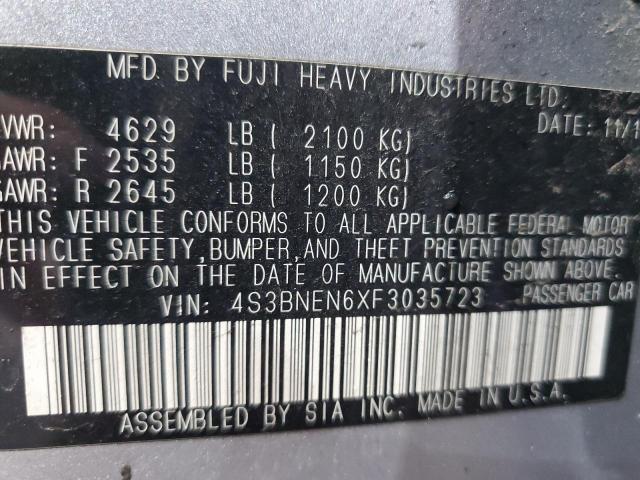 MFD. BY FUJI HEAVY INDUSTRIES LTD.
DATE: 11/1
VWR: 4629 LB ( 2100 KG)
AWR: F 2535 LB ( 1150 KG)
GAWR: R 2645 LB ( 1200 KG)
THIS VEHICLE CONFORMS TO ALL APPLICABLE FEDERAL MOTOR
VEHICLE SAFETY, BUMPER, AND THEFT PREVENTION STANDARDS
IN EFFECT ON THE DATE OF MANUFACTURE SHOWN ABOVE.
VIN: 4S3BNEN6XF3035723 PASSENGER CAR
ASSEMBLED BY SIA INC. MADE IN U.S.A.